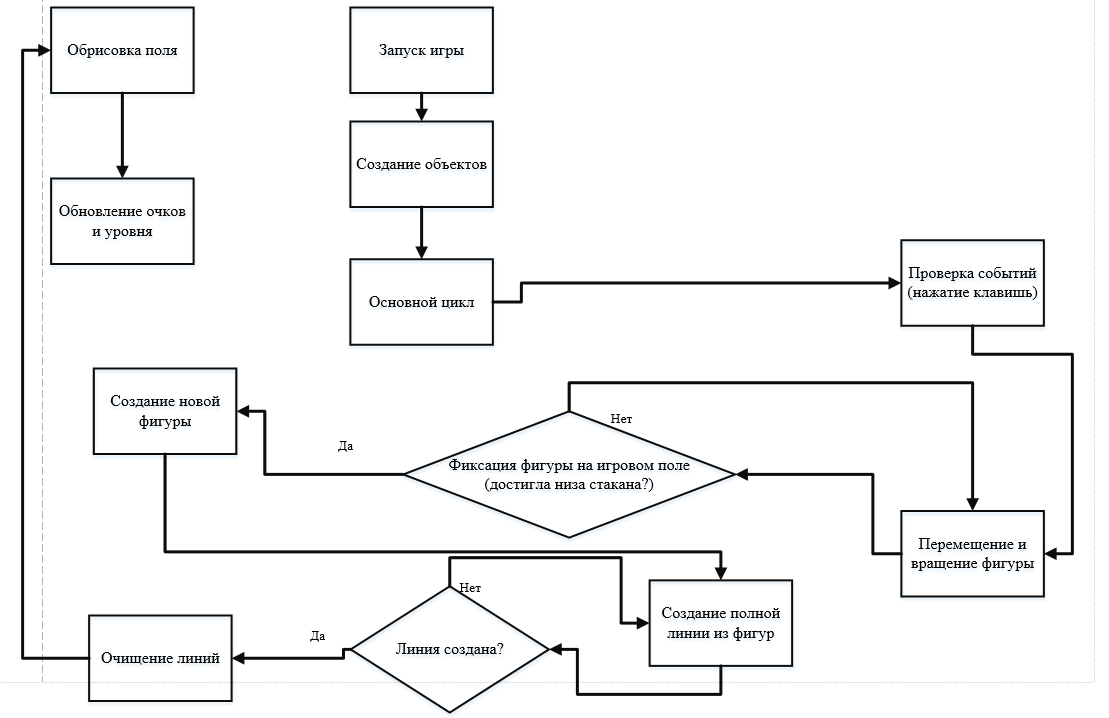 Обрисовка поля
Запуск игры
Создание объектов
Обновление очков
и уровня
Основной цикл
Проверка событий
(нажатие клавишь)
Создание новой
фигуры
Да
Нет
Фиксация фигуры на игровом поле
(достигла низа стакана?)
Перемещение и
вращение фигуры
Нет
Создание полной
линии из фигур
Да
Линия создана?
Очищение линий